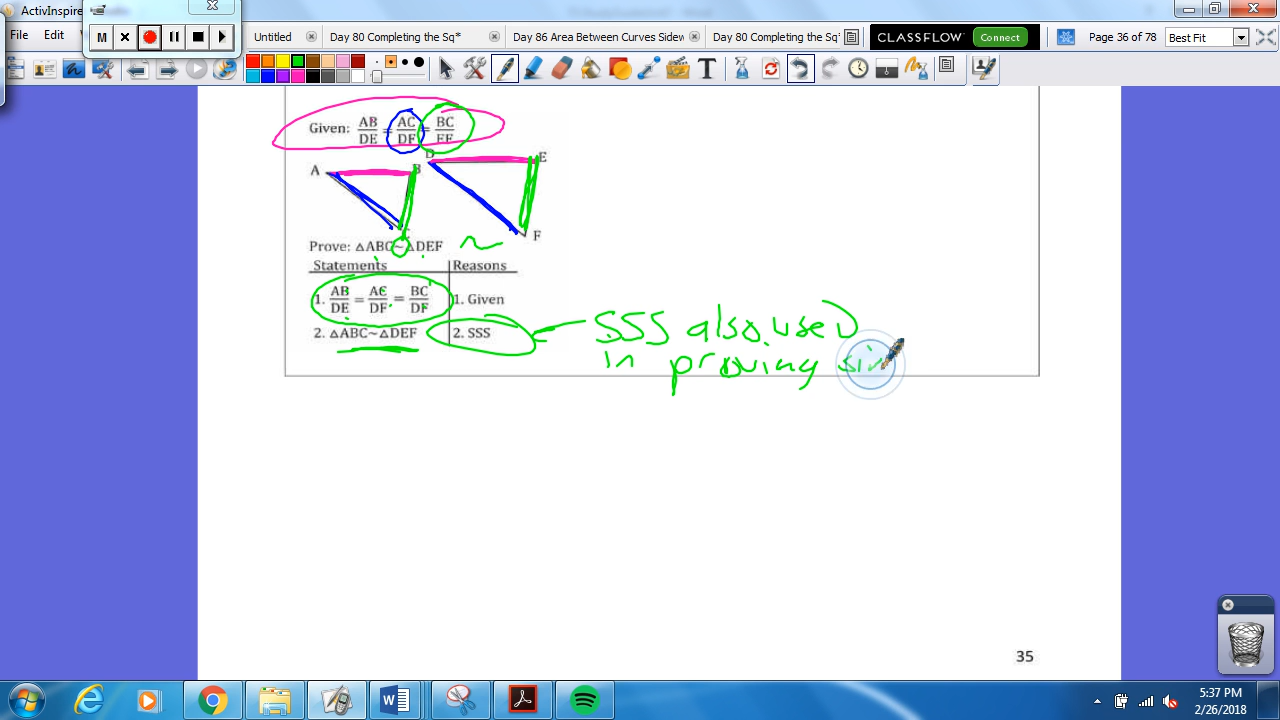 ActivInspire
File Edit
M
Untitled
Day 80 Completing the Sq*
Day 86 Area Between Curves Sidew
Day 80 Completing the Sq
CLASSFLOW Connect
Page 36 of 78
Best Fit
Given: AB/DE = AC/DF = BC/EF
A B D E
F
Prove: △ABC~△DEF ~
Statements Reasons
1. AB/DE = AC/DF = BC/DF 1. Given
2. △ABC~△DEF 2. SSS
SSS also used
in proving sin
35
5:37 PM
2/26/2018